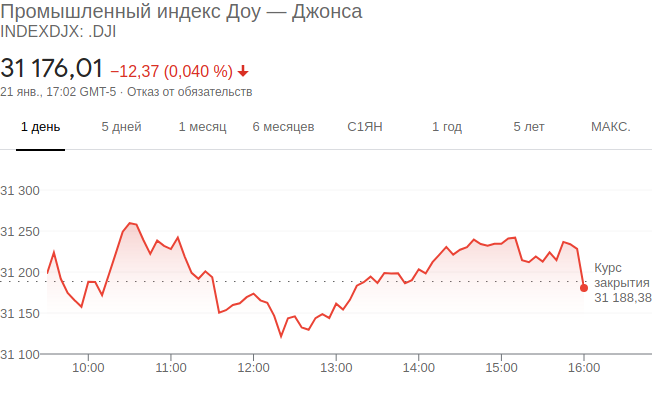 Промышленный индекс Доу — Джонса
INDEXDJX: .DJI
31 176,01 −12,37 (0,040 %) ↓
21 янв., 17:02 GMT-5 · Отказ от обязательств
1 день 5 дней 1 месяц 6 месяцев С1ЯН 1 год 5 лет МАКС.
31 300
31 250
31 200
31 150
31 100
Курс
закрытия
31 188,38
10:00 11:00 12:00 13:00 14:00 15:00 16:00